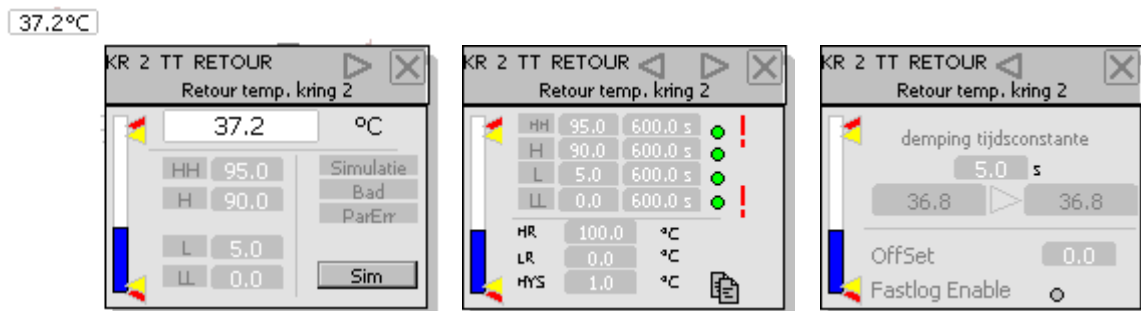 37.2°C
KR 2 TT RETOUR
Retour temp. kring 2
37.2 °C
HH 95.0
H 90.0
L 5.0
LL 0.0
Simulatie
Bad
ParErr
Sim
KR 2 TT RETOUR
Retour temp. kring 2
HH 95.0 600.0 s !
H 90.0 600.0 s
L 5.0 600.0 s
LL 0.0 600.0 s !
HR 100.0 °C
LR 0.0 °C
HYS 1.0 °C
KR 2 TT RETOUR
Retour temp. kring 2
demping tijdsconstante
5.0 s
36.8 36.8
OffSet 0.0
Fastlog Enable